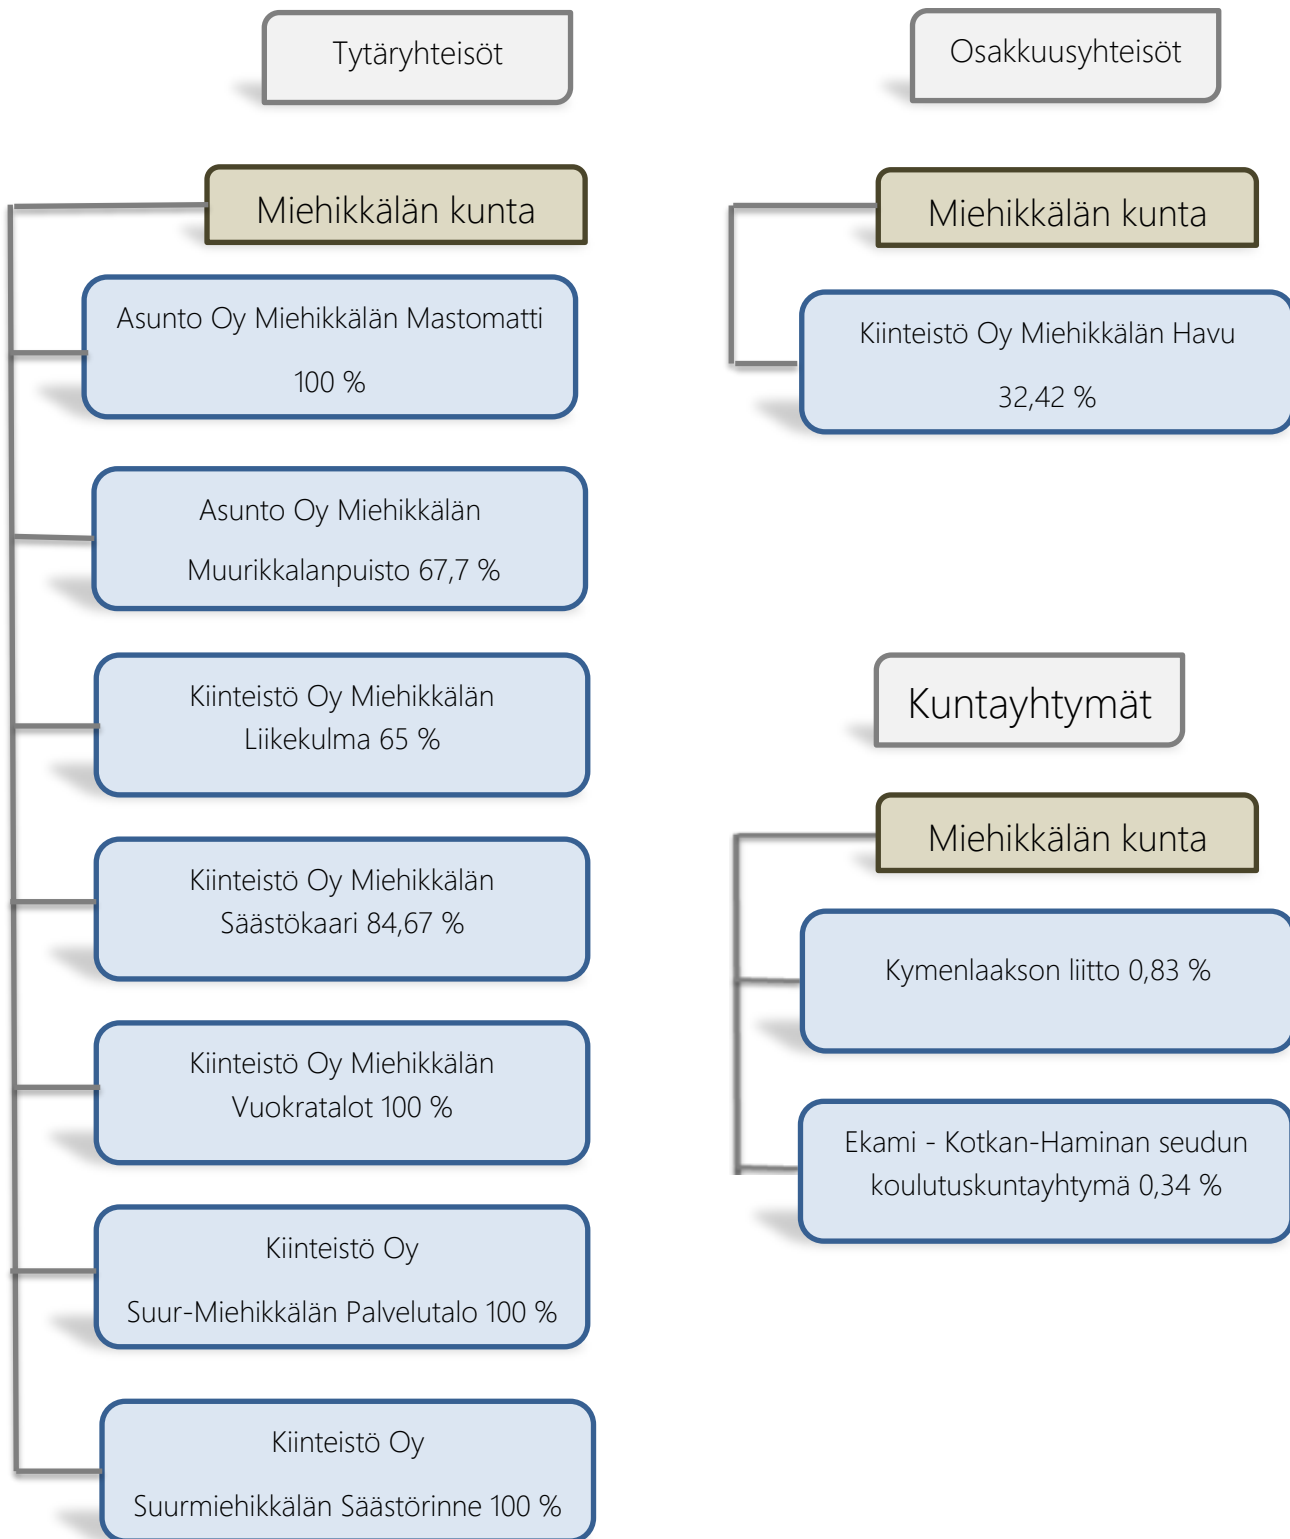 Tytäryhteisöt
Miehikkälän kunta
Asunto Oy Miehikkälän Mastomatti
100 %
Asunto Oy Miehikkälän
Muurikkalanpuisto 67,7 %
Kiinteistö Oy Miehikkälän
Liikekulma 65 %
Kiinteistö Oy Miehikkälän
Säästökaari 84,67 %
Kiinteistö Oy Miehikkälän
Vuokratalot 100 %
Kiinteistö Oy
Suur-Miehikkälän Palvelutalo 100 %
Kiinteistö Oy
Suurmiehikkälän Säästörinne 100 %
Osakkuusyhteisöt
Miehikkälän kunta
Kiinteistö Oy Miehikkälän Havu
32,42 %
Kuntayhtymät
Miehikkälän kunta
Kymenlaakson liitto 0,83 %
Ekami - Kotkan-Haminan seudun
koulutuskuntayhtymä 0,34 %